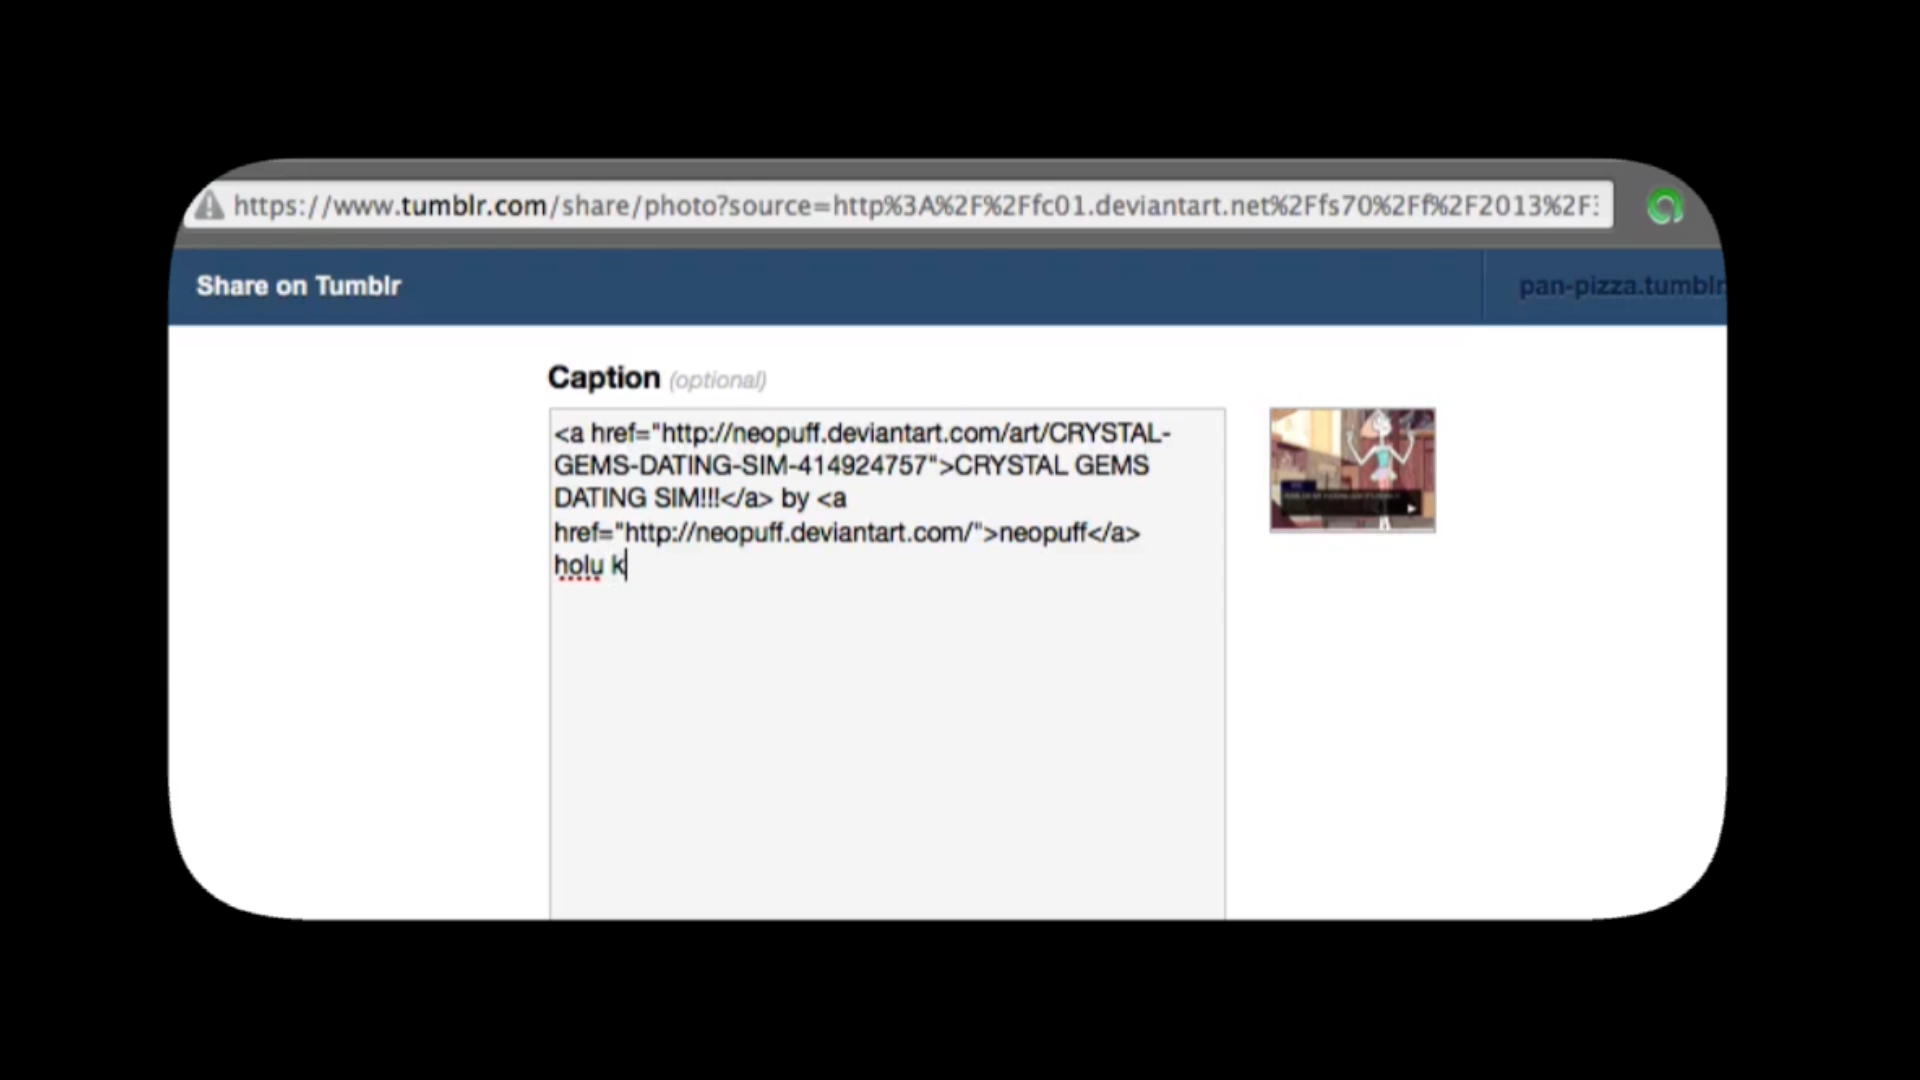 https://www.tumblr.com/share/photo?source=http%3A%2F%2Ffc01.deviantart.net%2Ffs70%2Ff%2F2013%2F
Share on Tumblr
pan-pizza.tumblr
Caption (optional)
<a href="http://neopuff.deviantart.com/art/CRYSTAL-
GEMS-DATING-SIM-414924757">CRYSTAL GEMS
DATING SIM!!!</a> by <a
href="http://neopuff.deviantart.com/">neopuff</a>
holu k